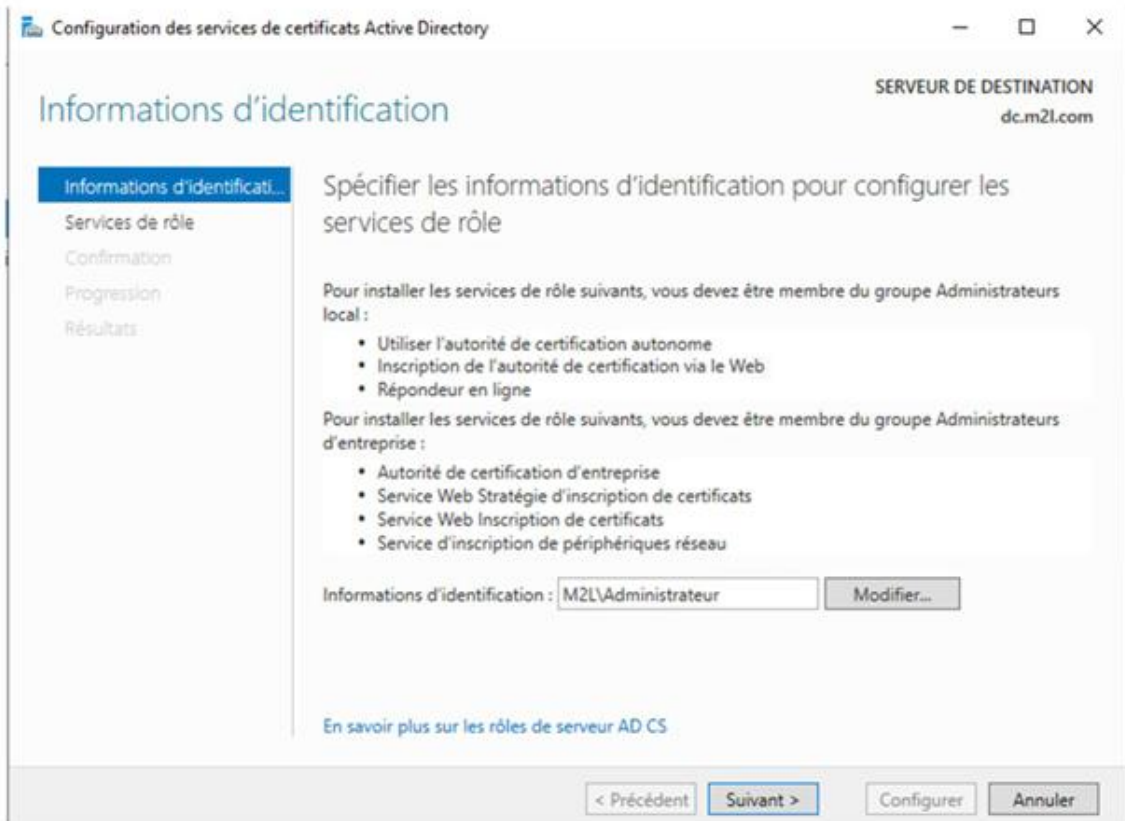 Configuration des services de certificats Active Directory
Informations d'identification
SERVEUR DE DESTINATION
dc.m2l.com
Informations d'identificati...
Services de rôle
Confirmation
Progression
Résultats
Spécifier les informations d'identification pour configurer les
services de rôle
Pour installer les services de rôle suivants, vous devez être membre du groupe Administrateurs
local :
• Utiliser l'autorité de certification autonome
• Inscription de l'autorité de certification via le Web
• Répondeur en ligne
Pour installer les services de rôle suivants, vous devez être membre du groupe Administrateurs
d'entreprise :
• Autorité de certification d'entreprise
• Service Web Stratégie d'inscription de certificats
• Service Web Inscription de certificats
• Service d'inscription de périphériques réseau
Informations d'identification : M2L\Administrateur Modifier...
En savoir plus sur les rôles de serveur AD CS
< Précédent Suivant > Configurer Annuler